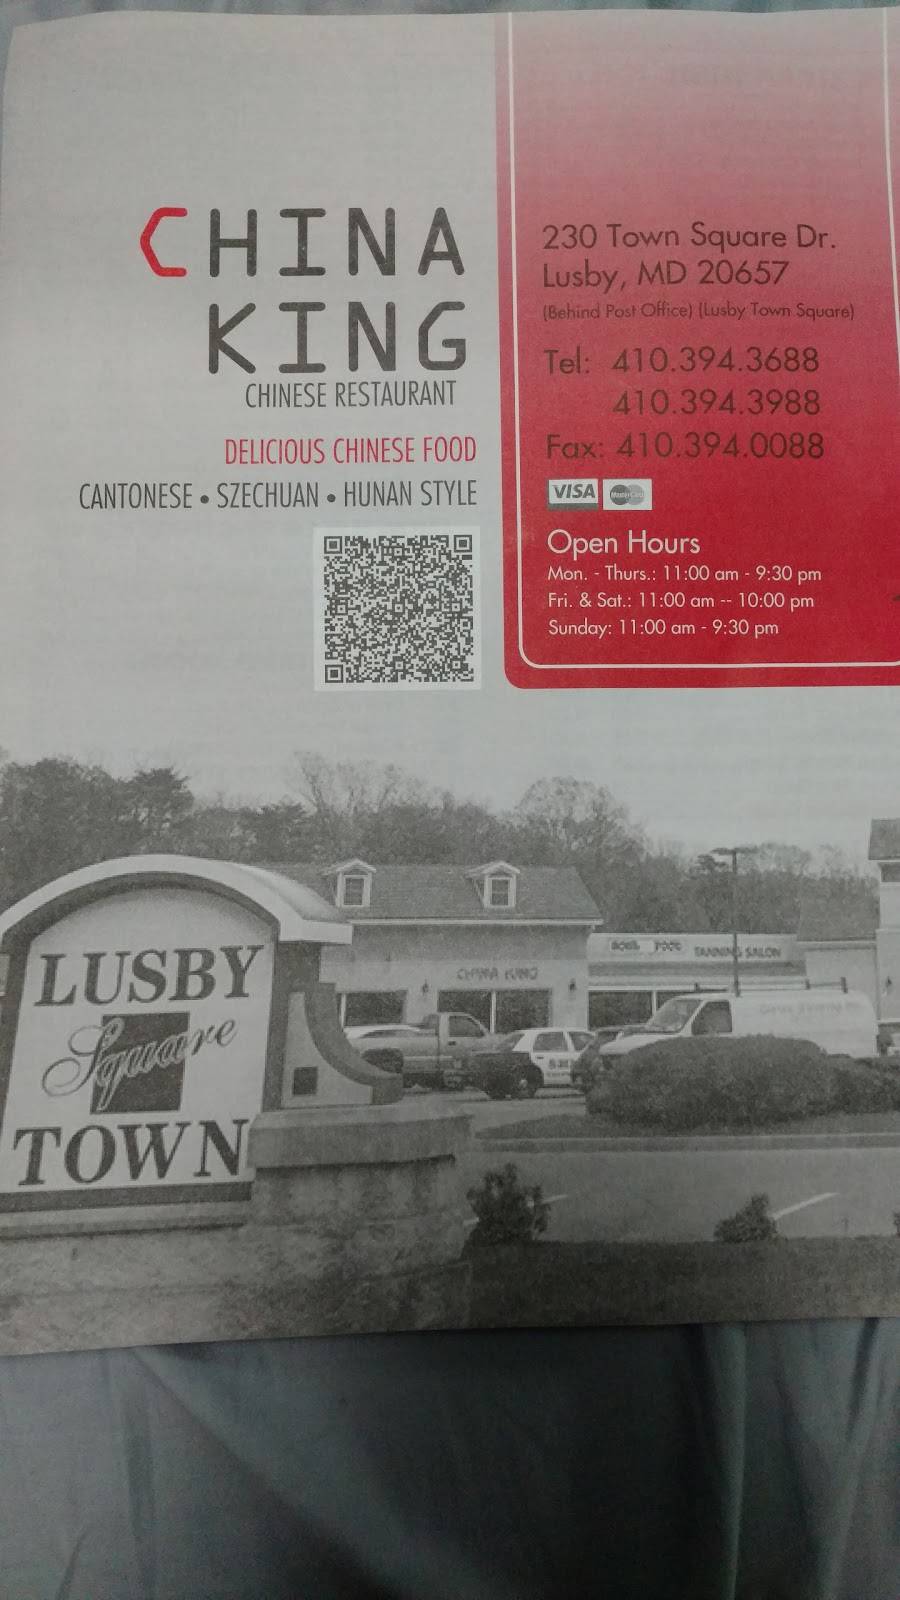 CHINA
KING
CHINESE RESTAURANT
DELICIOUS CHINESE FOOD
CANTONESE • SZECHUAN • HUNAN STYLE
230 Town Square Dr.
Lusby, MD 20657
(Behind Post Office) (Lusby Town Square)
Tel: 410.394.3688
410.394.3988
Fax: 410.394.0088
VISA MasterCard
Open Hours
Mon. - Thurs.: 11:00 am - 9:30 pm
Fri. & Sat.: 11:00 am -- 10:00 pm
Sunday: 11:00 am - 9:30 pm
LUSBY
Square
TOWN
CHINA KING
TANNING SALON